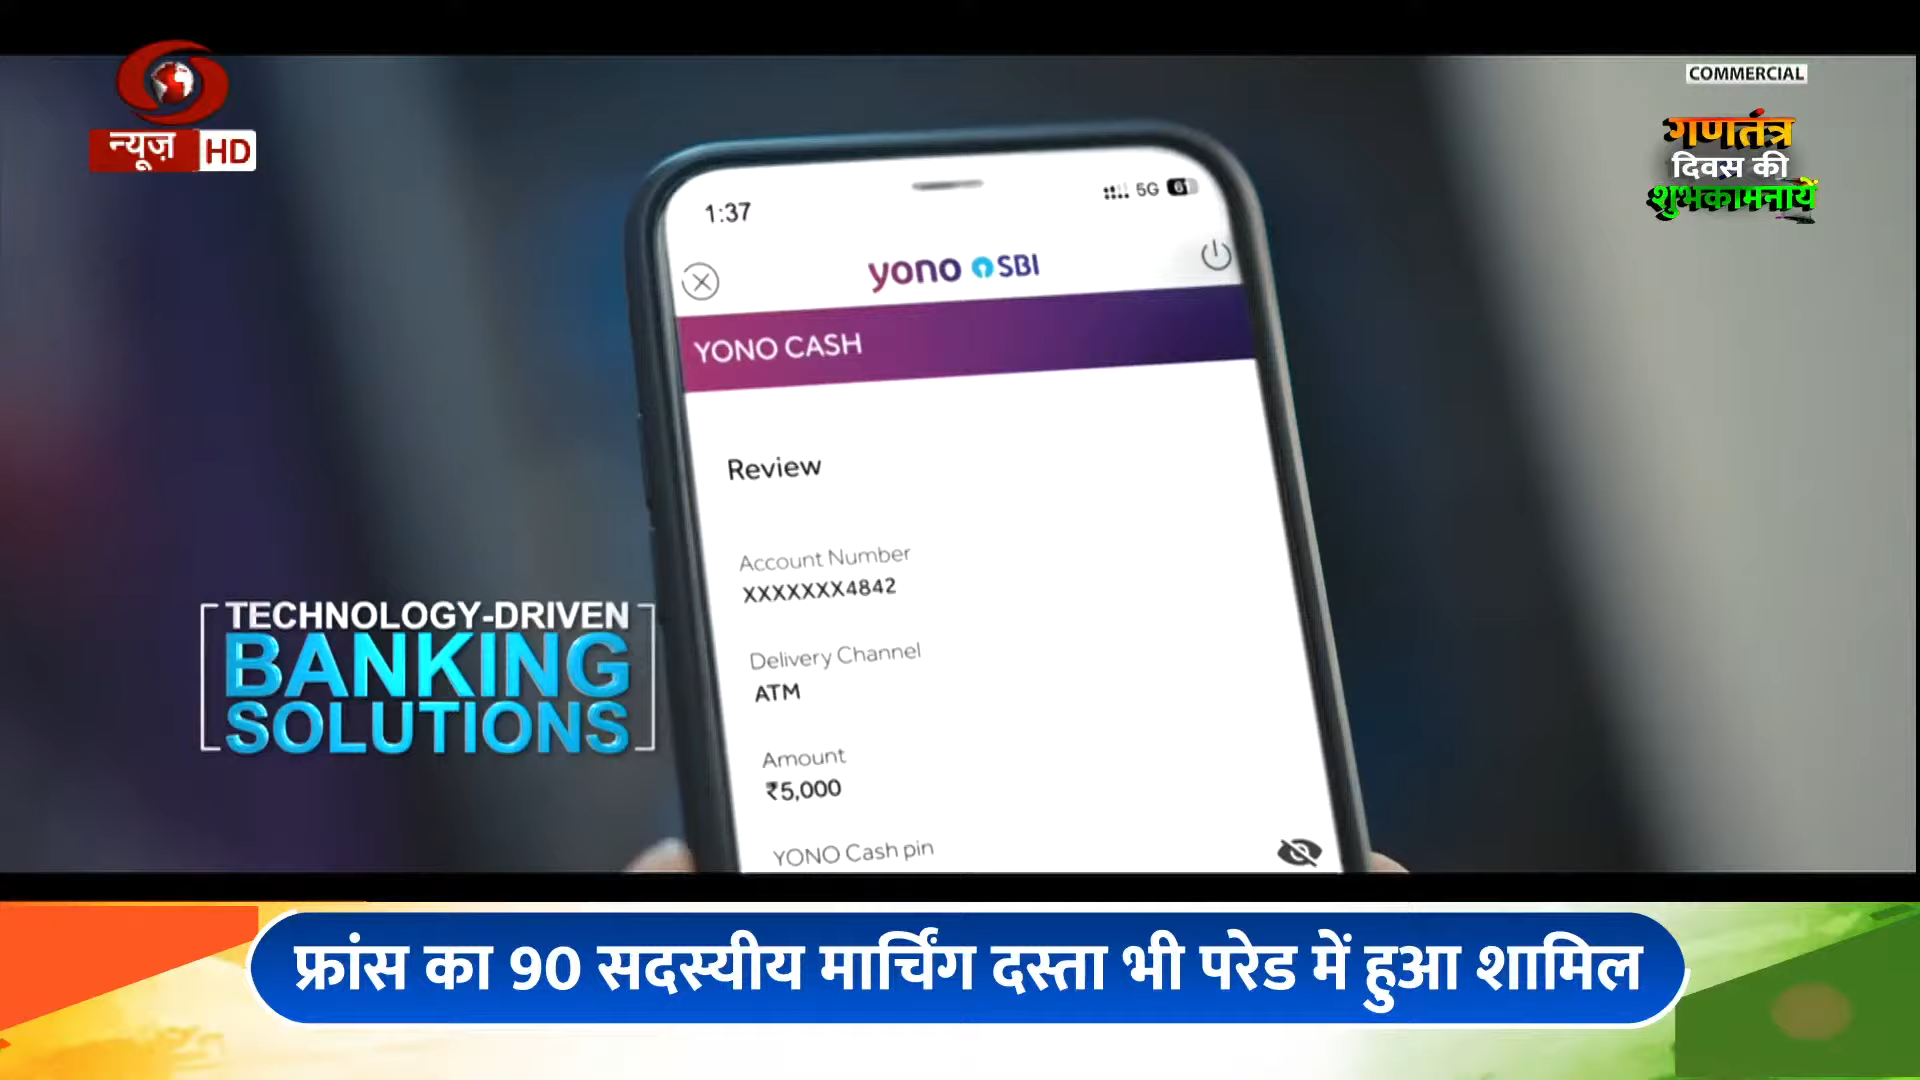 न्यूज़ HD
COMMERCIAL
गणतंत्र
दिवस की
शुभकामनायें
1:37
5G 61
yono SBI
YONO CASH
Review
Account Number
XXXXXXX4842
Delivery Channel
ATM
Amount
₹5,000
YONO Cash pin
TECHNOLOGY-DRIVEN
BANKING
SOLUTIONS
फ्रांस का 90 सदस्यीय मार्चिंग दस्ता भी परेड में हुआ शामिल